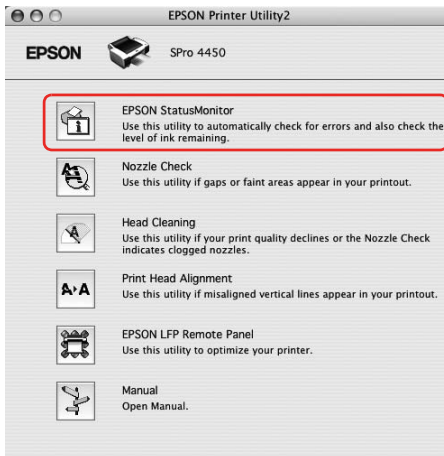 EPSON Printer Utility2
EPSON
SPro 4450
EPSON StatusMonitor
Use this utility to automatically check for errors and also check the
level of ink remaining.
Nozzle Check
Use this utility if gaps or faint areas appear in your printout.
Head Cleaning
Use this utility if your print quality declines or the Nozzle Check
indicates clogged nozzles.
Print Head Alignment
A›A
Use this utility if misaligned vertical lines appear in your printout.
EPSON LFP Remote Panel
Use this utility to optimize your printer.
Manual
Open Manual.